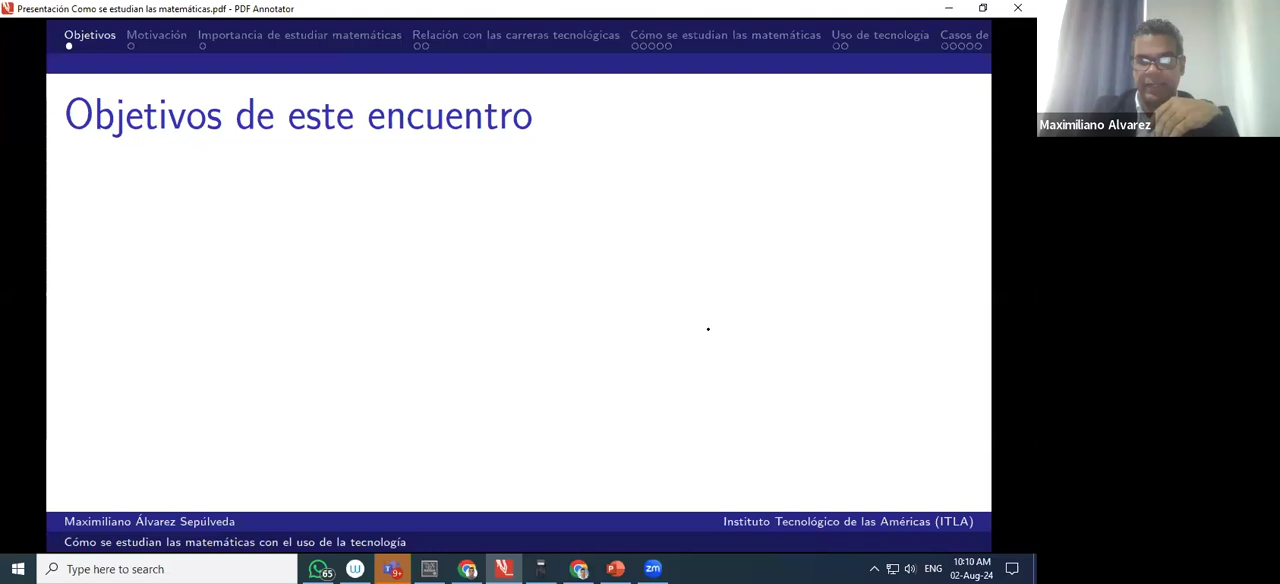 Presentación Como se estudian las matemáticas.pdf - PDF Annotator
Objetivos Motivación Importancia de estudiar matemáticas Relación con las carreras tecnológicas Cómo se estudian las matemáticas Uso de tecnología Casos de
Maximiliano Alvarez
Objetivos de este encuentro
Maximiliano Álvarez Sepúlveda Instituto Tecnológico de las Américas (ITLA)
Cómo se estudian las matemáticas con el uso de la tecnología
Type here to search 65 9+ zm ENG 10:10 AM
02-Aug-24